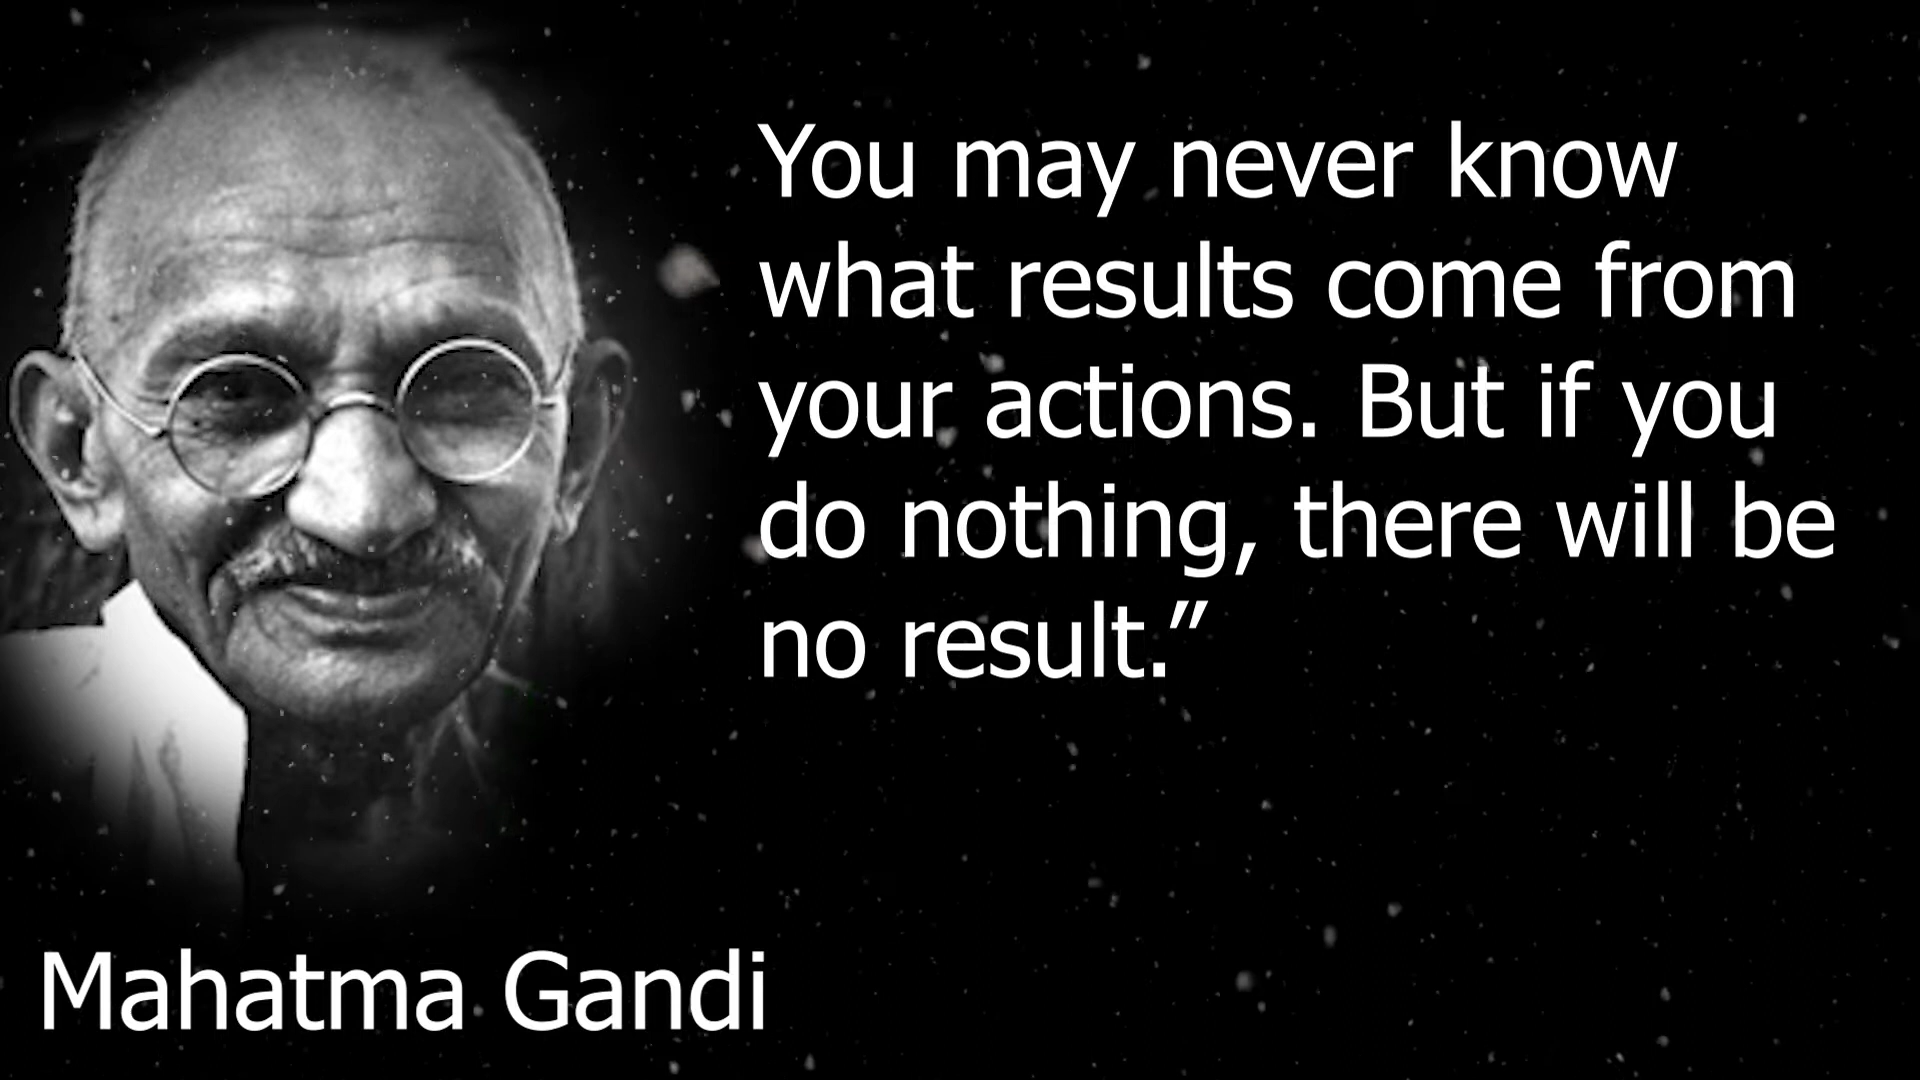 You may never know
what results come from
your actions. But if you
do nothing, there will be
no result.”
Mahatma Gandi